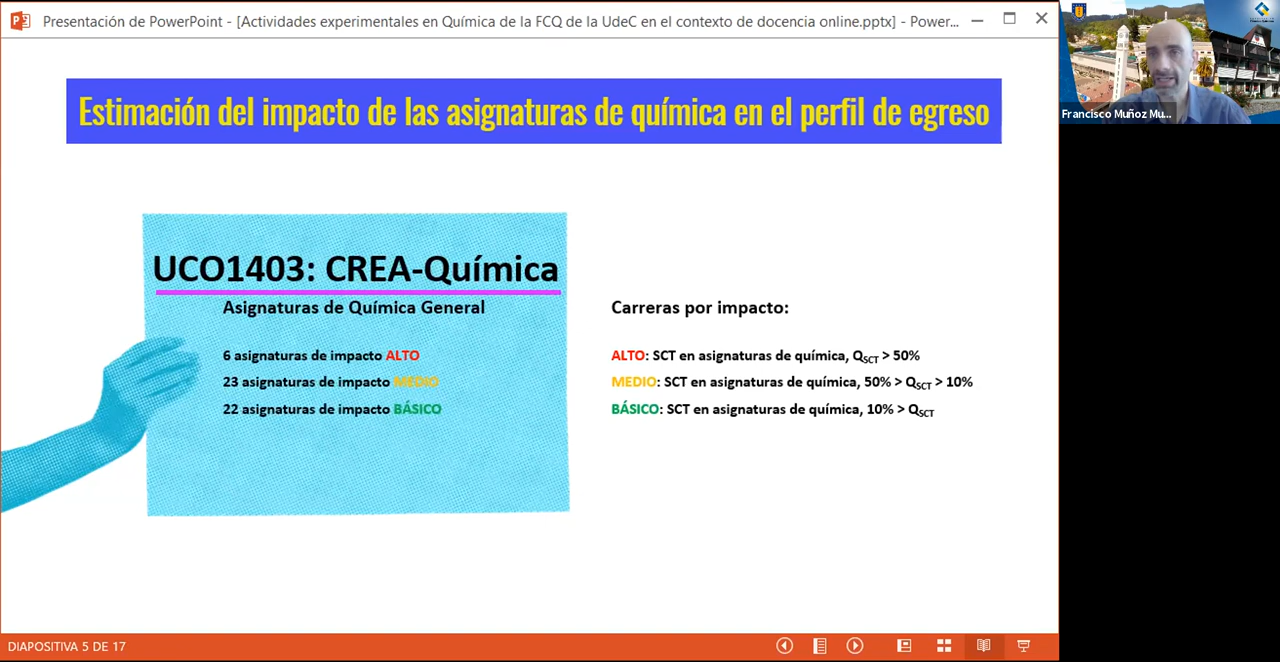 Presentación de PowerPoint - [Actividades experimentales en Química de la FCQ de la UdeC en el contexto de docencia online.pptx] - Power...
Francisco Muñoz Mu...
Estimación del impacto de las asignaturas de química en el perfil de egreso
UCO1403: CREA-Química
Asignaturas de Química General
6 asignaturas de impacto ALTO
23 asignaturas de impacto MEDIO
22 asignaturas de impacto BÁSICO
Carreras por impacto:
ALTO: SCT en asignaturas de química, QSCT > 50%
MEDIO: SCT en asignaturas de química, 50% > QSCT > 10%
BÁSICO: SCT en asignaturas de química, 10% > QSCT
DIAPOSITIVA 5 DE 17